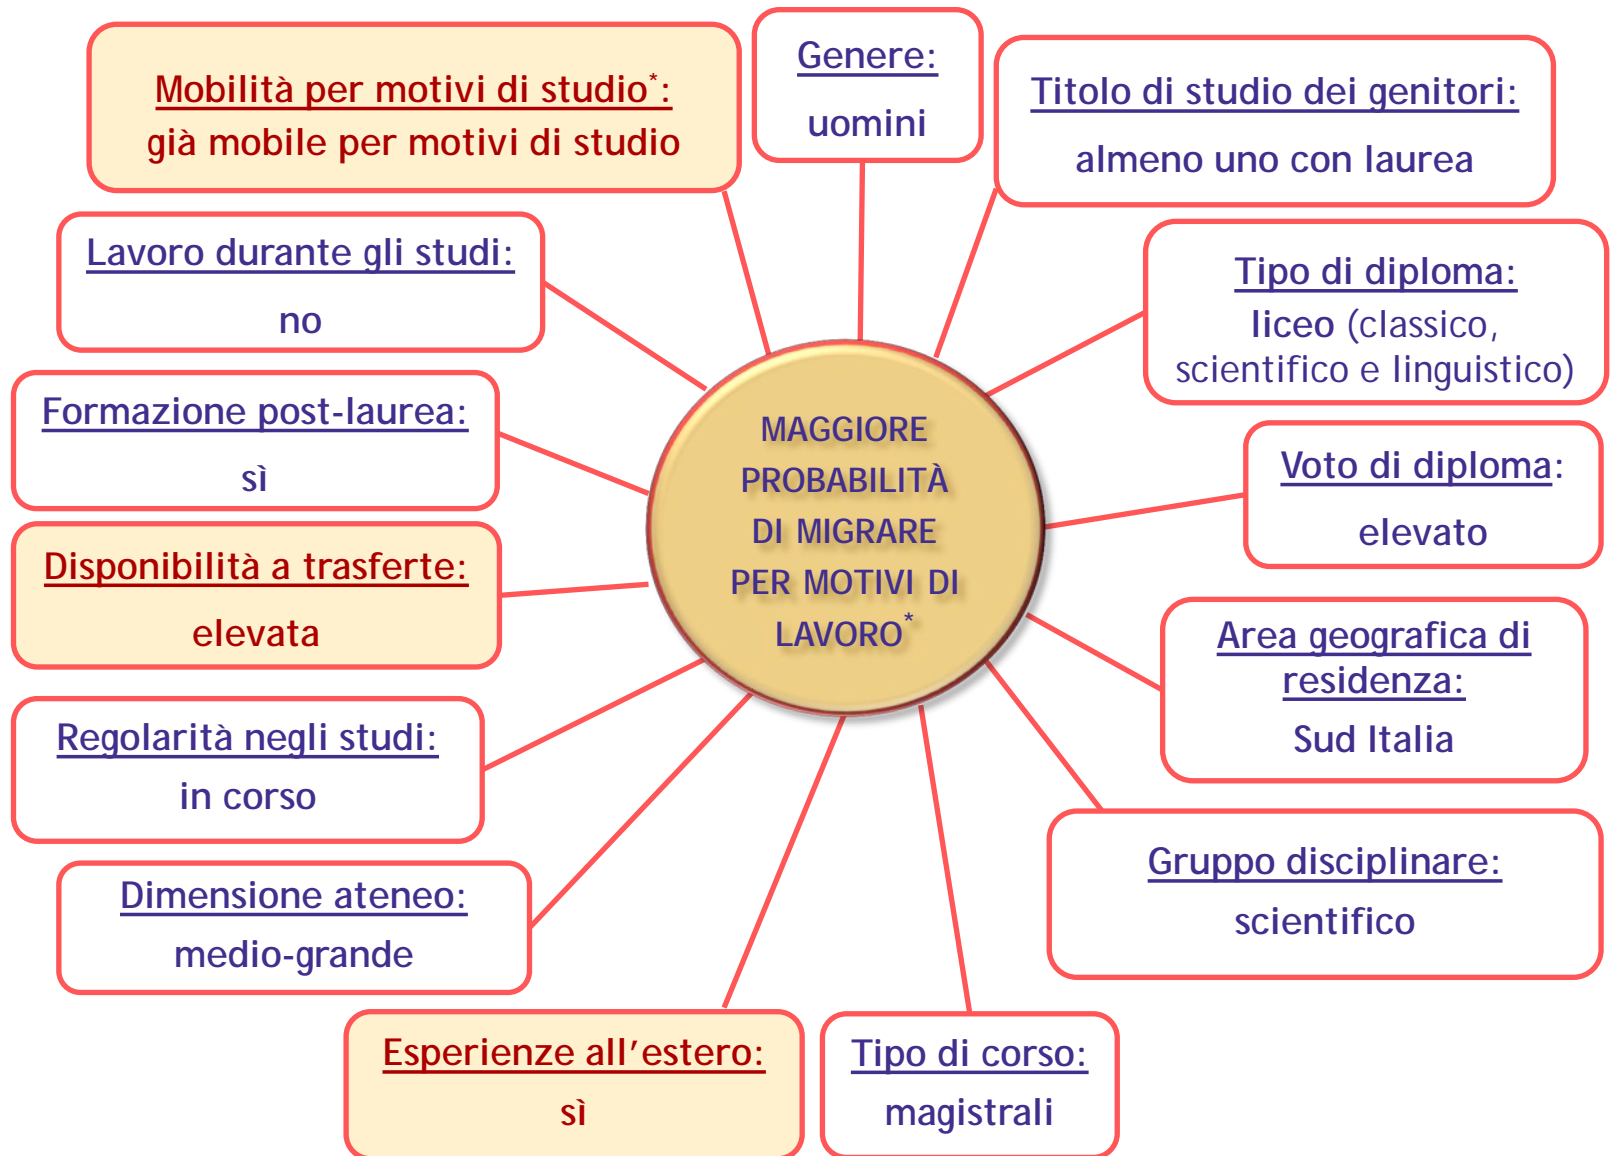 Mobilità per motivi di studio*:
già mobile per motivi di studio
Genere:
uomini
Titolo di studio dei genitori:
almeno uno con laurea
Lavoro durante gli studi:
no
Tipo di diploma:
liceo (classico,
scientifico e linguistico)
Formazione post-laurea:
sì
MAGGIORE
PROBABILITÀ
DI MIGRARE
PER MOTIVI DI
LAVORO*
Voto di diploma:
elevato
Disponibilità a trasferte:
elevata
Area geografica di
residenza:
Sud Italia
Regolarità negli studi:
in corso
Gruppo disciplinare:
scientifico
Dimensione ateneo:
medio-grande
Esperienze all'estero:
sì
Tipo di corso:
magistrali